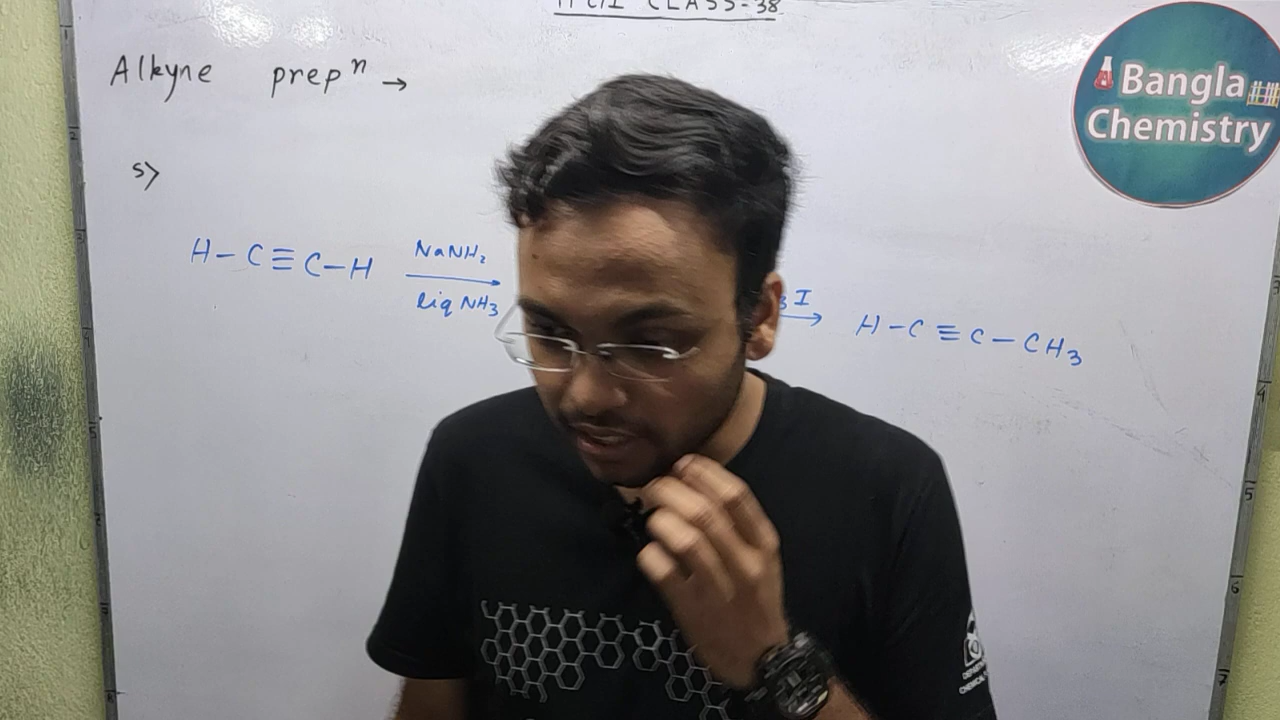 CLASS-38
Alkyne prepⁿ →
5>
H-C≡C-H NaNH₂ liq NH₃ → I → H-C≡C-CH₃
Bangla
Chemistry